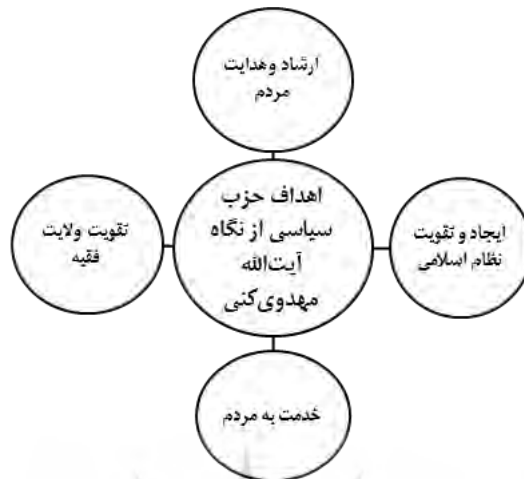 ارشاد وهدایت
مردم
اهداف حزب
سیاسی از نگاه
آیت‌الله
مهدوی‌کنی
ایجاد و تقویت
نظام اسلامی
تقویت ولایت
فقیه
خدمت به مردم